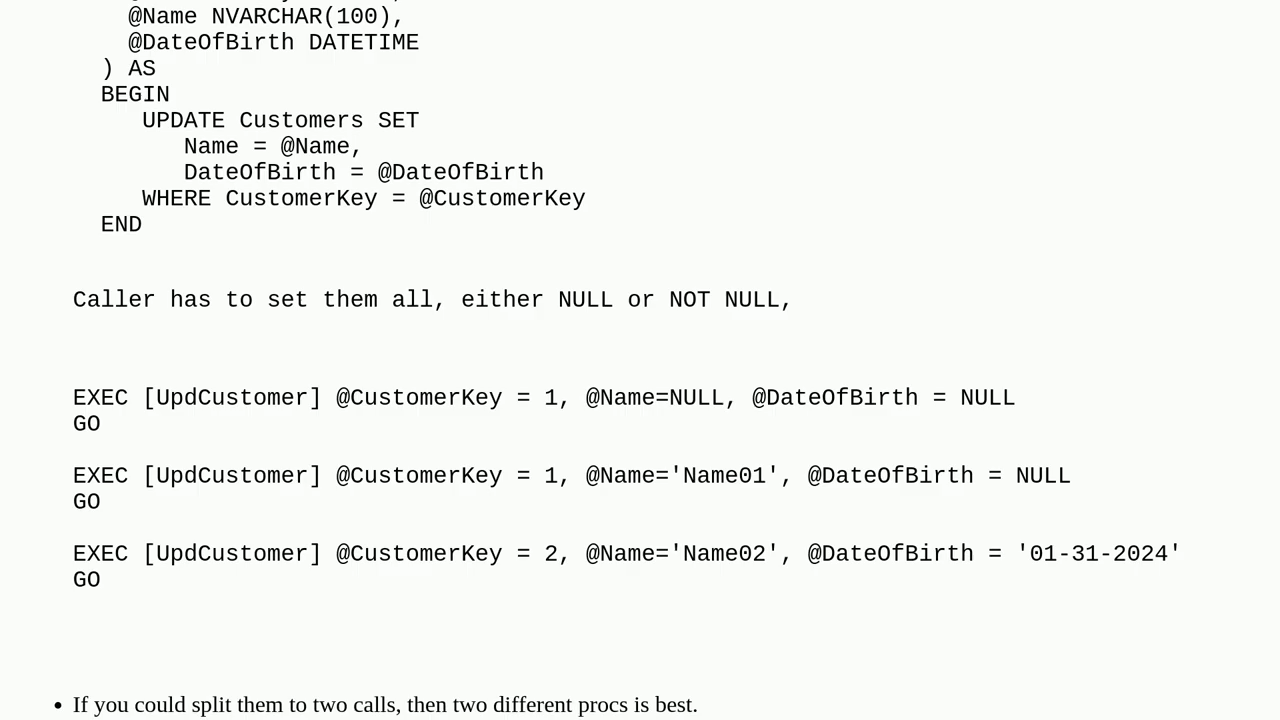 @Name NVARCHAR(100),
@DateOfBirth DATETIME
) AS
BEGIN
UPDATE Customers SET
Name = @Name,
DateOfBirth = @DateOfBirth
WHERE CustomerKey = @CustomerKey
END
Caller has to set them all, either NULL or NOT NULL,
EXEC [UpdCustomer] @CustomerKey = 1, @Name=NULL, @DateOfBirth = NULL
GO
EXEC [UpdCustomer] @CustomerKey = 1, @Name='Name01', @DateOfBirth = NULL
GO
EXEC [UpdCustomer] @CustomerKey = 2, @Name='Name02', @DateOfBirth = '01-31-2024'
GO
• If you could split them to two calls, then two different procs is best.